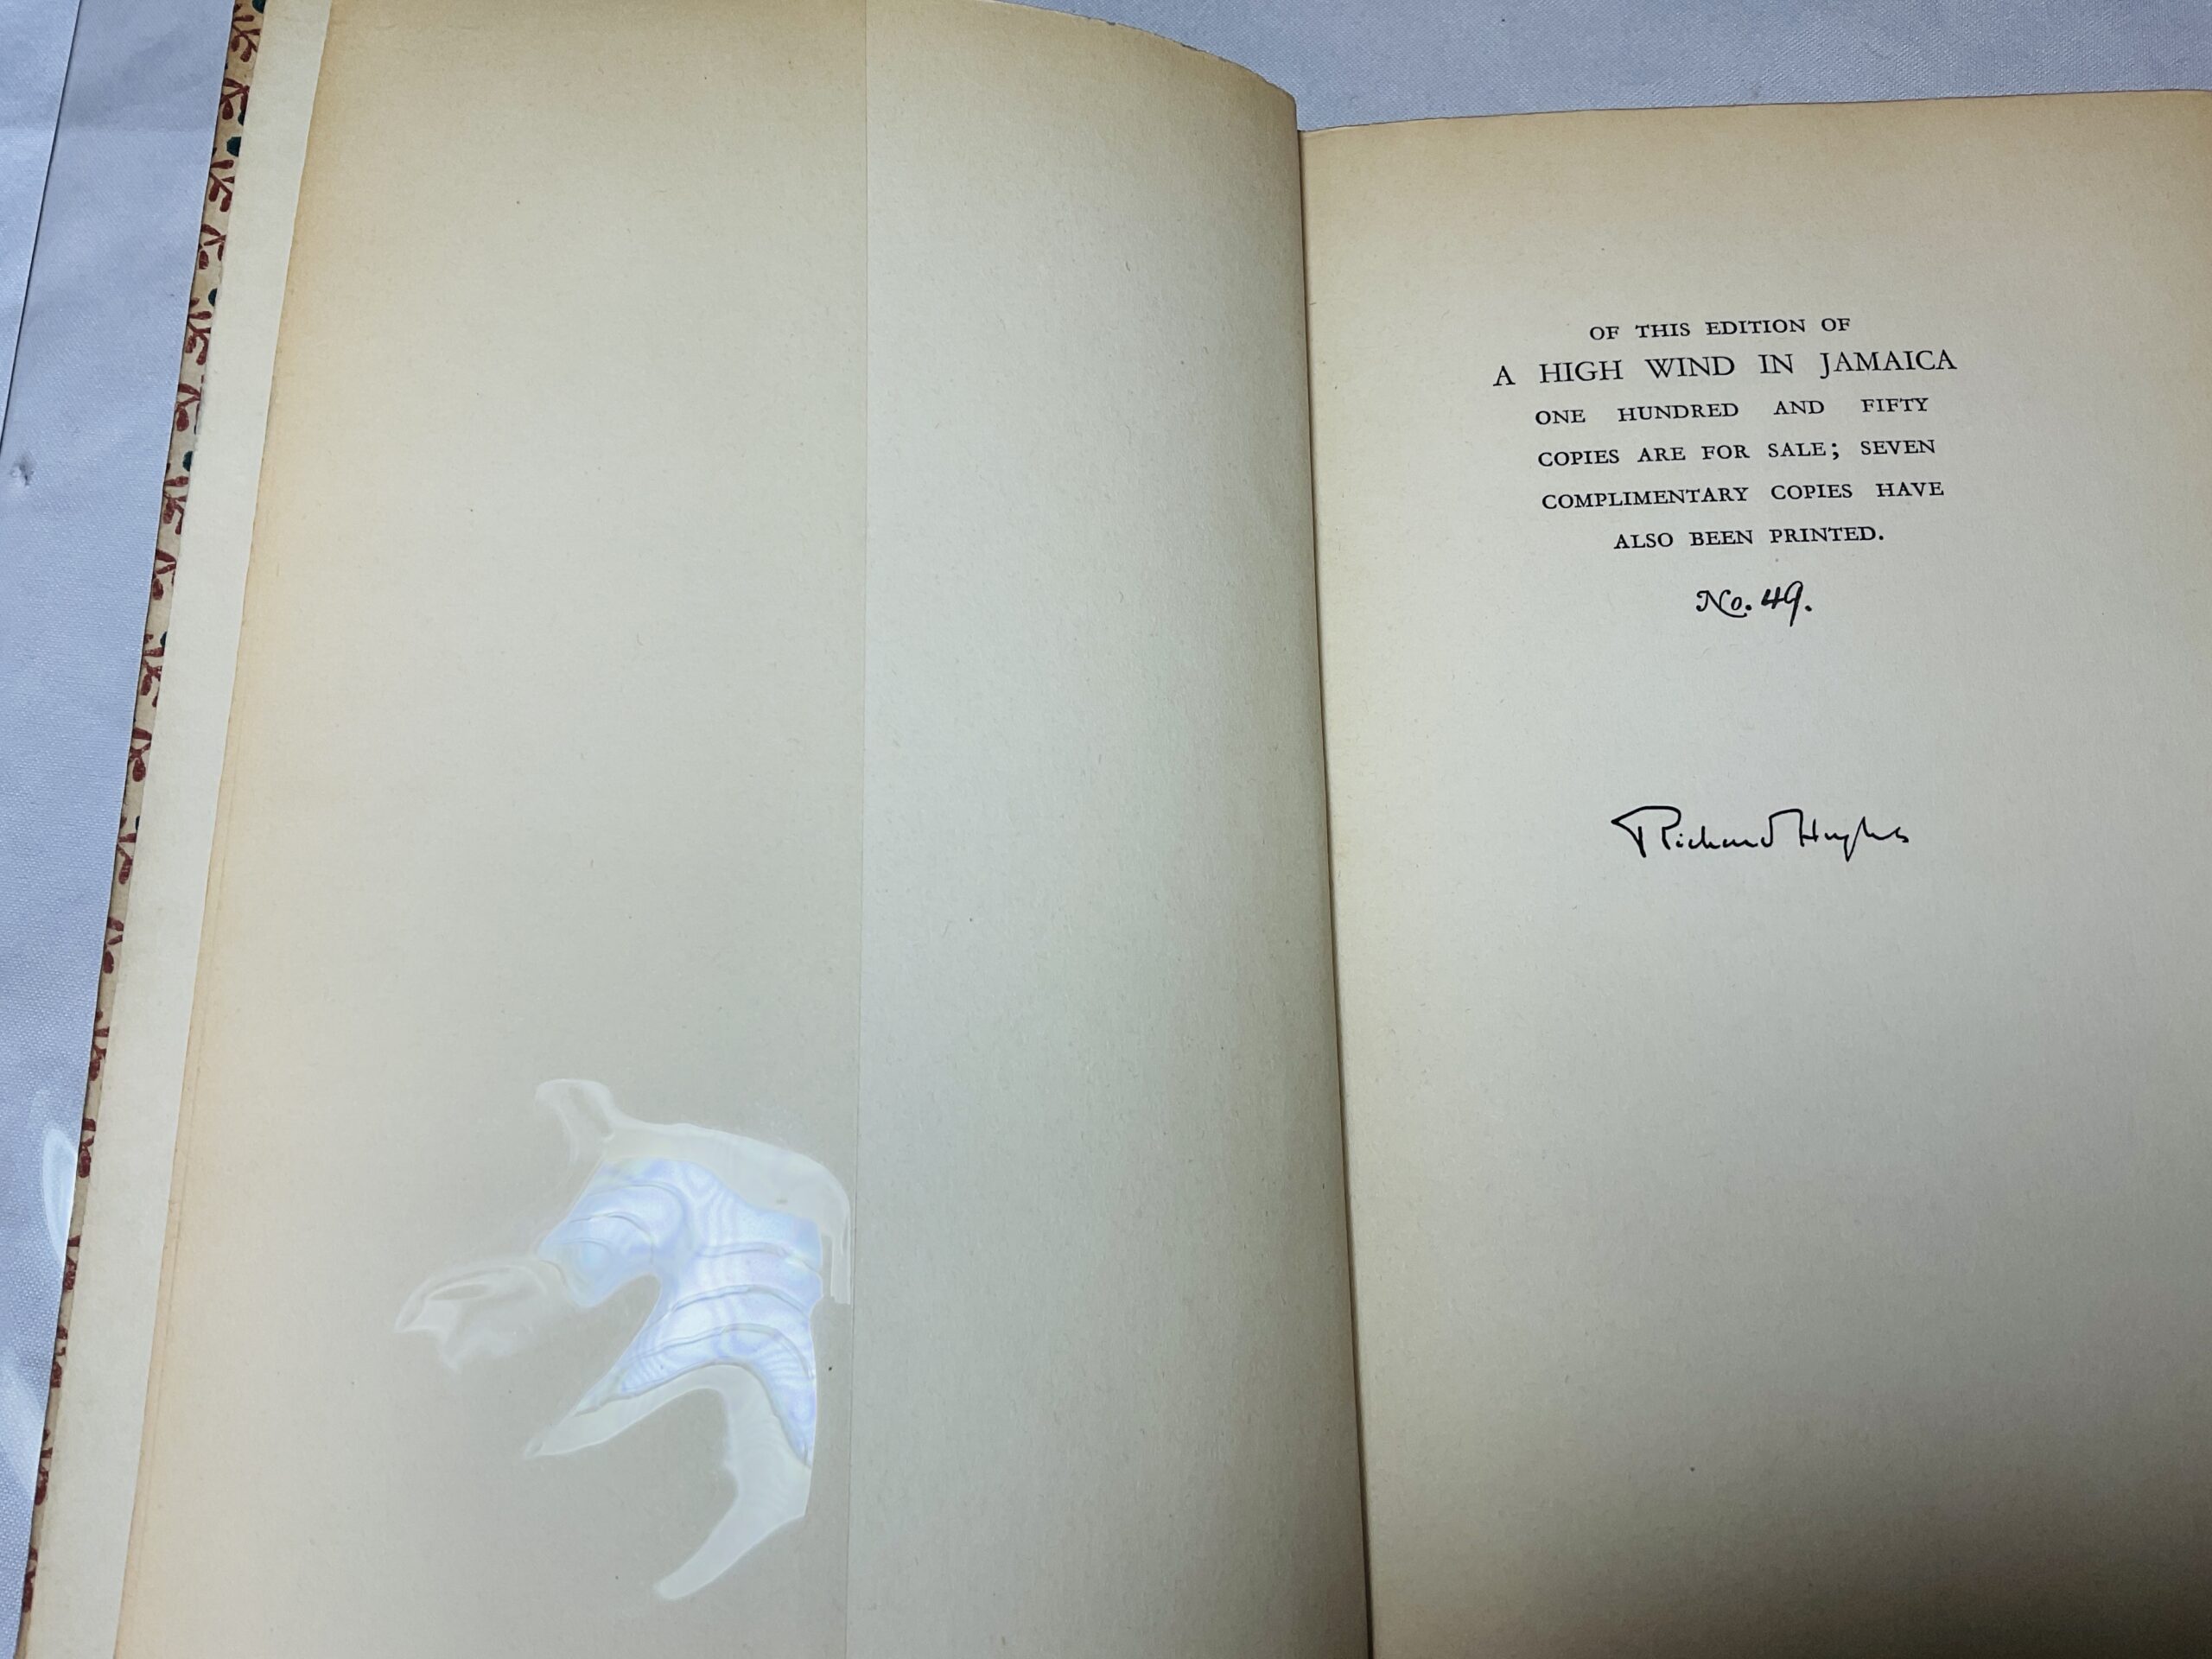 OF THIS EDITION OF
A HIGH WIND IN JAMAICA
ONE HUNDRED AND FIFTY
COPIES ARE FOR SALE; SEVEN
COMPLIMENTARY COPIES HAVE
ALSO BEEN PRINTED.
No. 49.
Richard Hughes